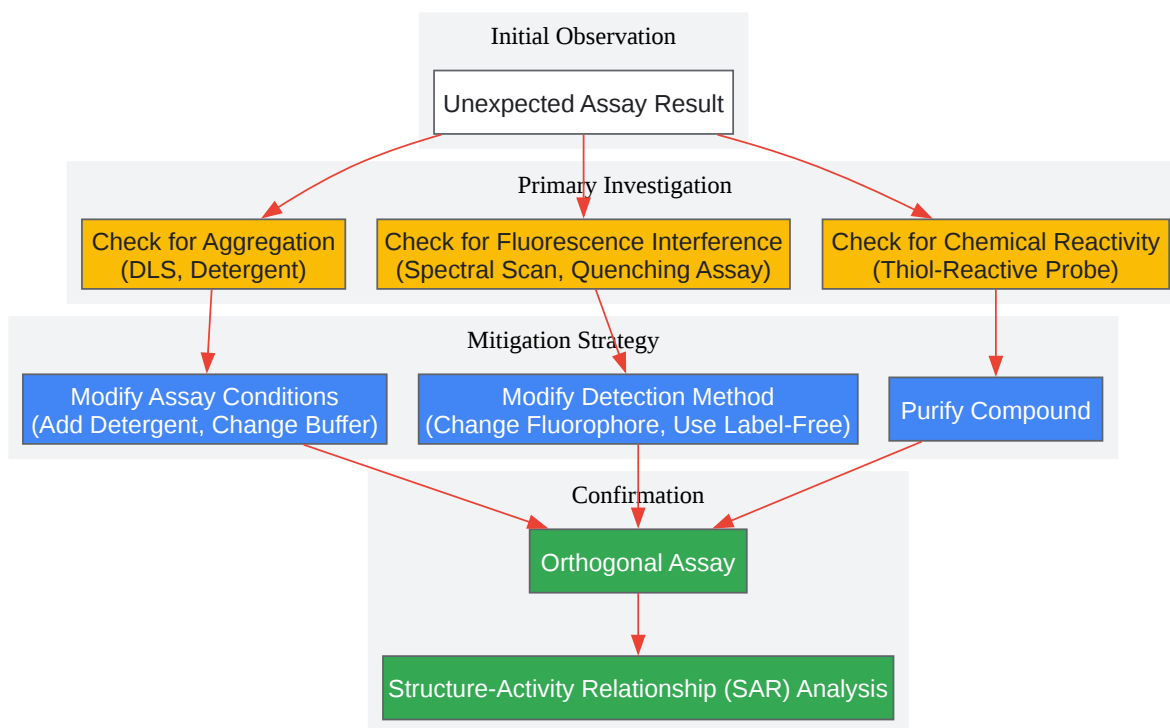 Initial Observation
Unexpected Assay Result
Primary Investigation
Check for Aggregation
(DLS, Detergent)
Check for Fluorescence Interference
(Spectral Scan, Quenching Assay)
Check for Chemical Reactivity
(Thiol-Reactive Probe)
Mitigation Strategy
Modify Assay Conditions
(Add Detergent, Change Buffer)
Modify Detection Method
(Change Fluorophore, Use Label-Free)
Purify Compound
Confirmation
Orthogonal Assay
Structure-Activity Relationship (SAR) Analysis